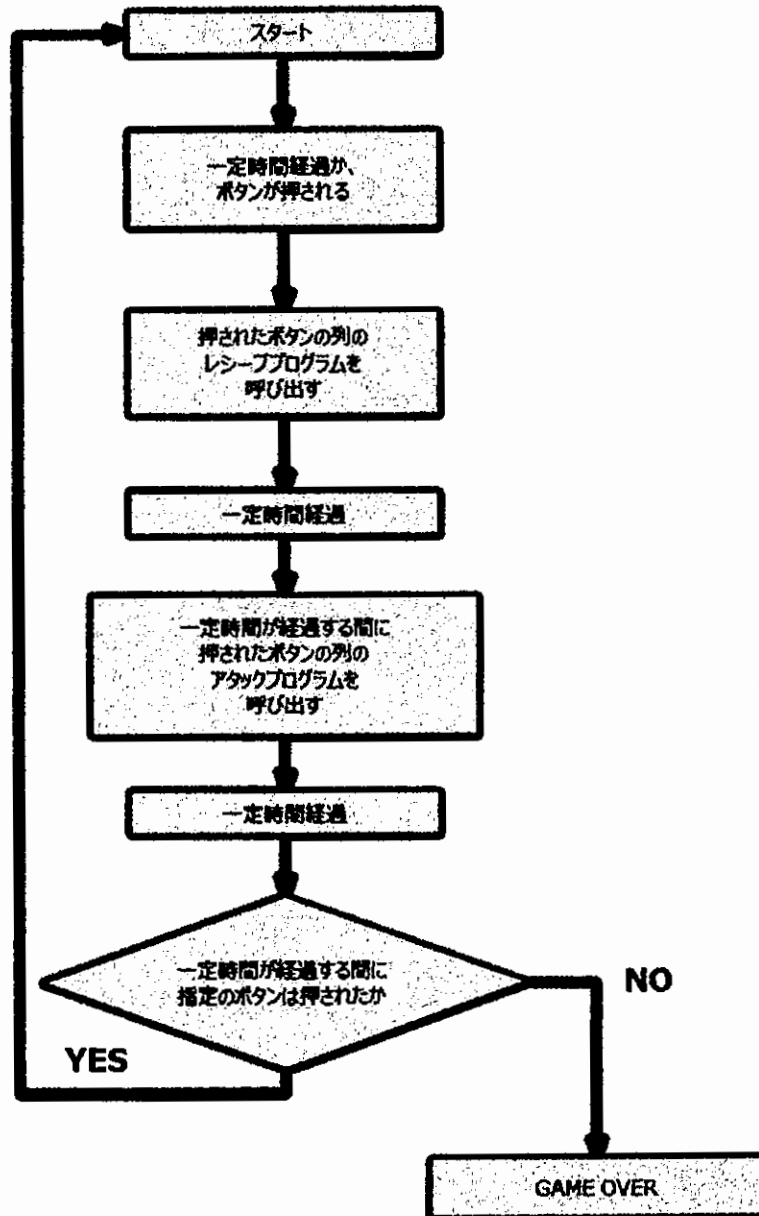 スタート
一定時間経過か、
ボタンが押される
押されたボタンの列の
レシーブプログラムを
呼び出す
一定時間経過
一定時間が経過する間に
押されたボタンの列の
アタックプログラムを
呼び出す
一定時間経過
一定時間が経過する間に
指定のボタンは押されたか
NO
YES
GAME OVER